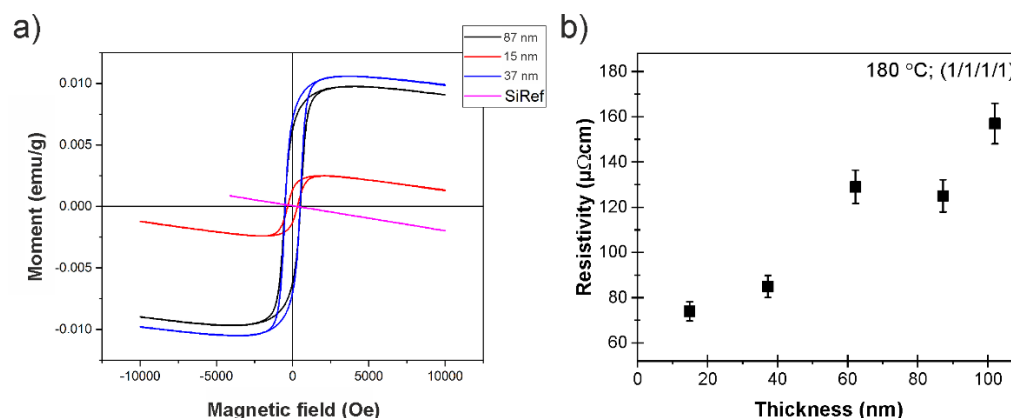 a)
87 nm
15 nm
37 nm
SiRef
0.010
0.005
0.000
-0.005
-0.010
Moment (emu/g)
-10000 -5000 0 5000 10000
Magnetic field (Oe)
b)
180 °C; (1/1/1/1)
180
160
140
120
100
80
60
Resistivity (μΩcm)
0 20 40 60 80 100
Thickness (nm)